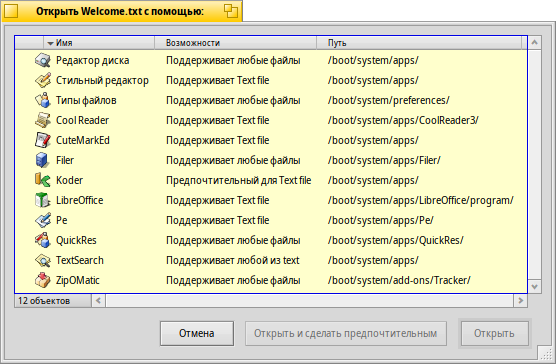 Открыть Welcome.txt с помощью:
Имя Возможности Путь
Редактор диска Поддерживает любые файлы /boot/system/apps/
Стильный редактор Поддерживает Text file /boot/system/apps/
Типы файлов Поддерживает любые файлы /boot/system/preferences/
Cool Reader Поддерживает Text file /boot/system/apps/CoolReader3/
CuteMarkEd Поддерживает Text file /boot/system/apps/
Filer Поддерживает любые файлы /boot/system/apps/Filer/
Koder Предпочтительный для Text file /boot/system/apps/
LibreOffice Поддерживает Text file /boot/system/apps/LibreOffice/program/
Pe Поддерживает Text file /boot/system/apps/Pe/
QuickRes Поддерживает любые файлы /boot/system/apps/QuickRes/
TextSearch Поддерживает любой из text /boot/system/apps/
ZipOMatic Поддерживает любые файлы /boot/system/add-ons/Tracker/
12 объектов
Отмена Открыть и сделать предпочтительным Открыть